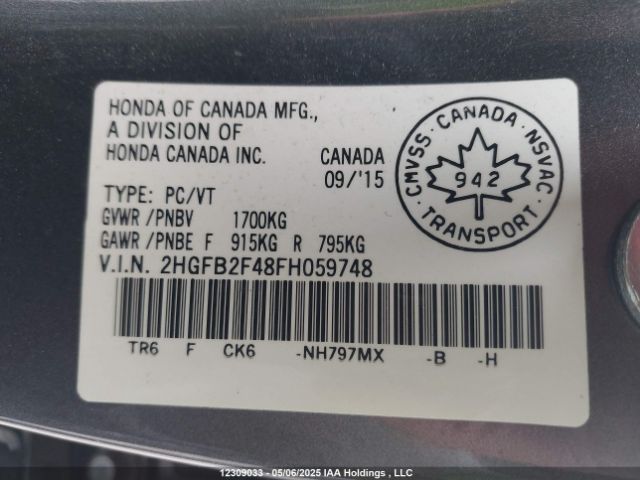 HONDA OF CANADA MFG.,
A DIVISION OF
HONDA CANADA INC.
CANADA
09/'15
TYPE: PC/VT
GVWR/PNBV 1700KG
GAWR/PNBE F 915KG R 795KG
V.I.N. 2HGFB2F48FH059748
TR6 F CK6 -NH797MX -B -H
CMVSS · CANADA · NSVAC
942
· TRANSPORT ·
12309033 — 05/06/2025 IAA Holdings , LLC